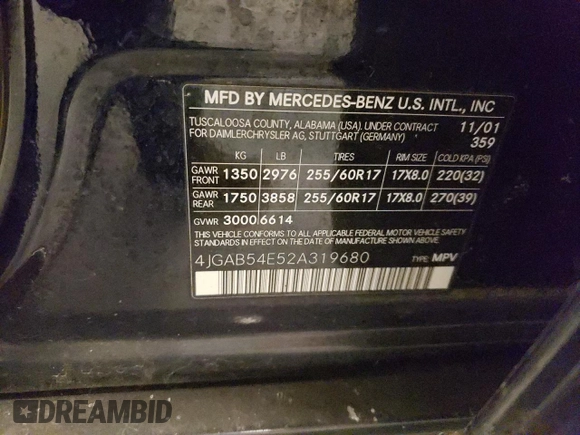 MFD BY MERCEDES-BENZ U.S. INTL., INC
TUSCALOOSA COUNTY, ALABAMA (USA). UNDER CONTRACT 11/01
FOR DAIMLERCHRYSLER AG, STUTTGART (GERMANY) 359
KG LB TIRES RIM SIZE COLD KPA (PSI)
GAWR FRONT 1350 2976 255/60R17 17X8.0 220(32)
GAWR REAR 1750 3858 255/60R17 17X8.0 270(39)
GVWR 3000 6614
THIS VEHICLE CONFORMS TO ALL APPLICABLE FEDERAL MOTOR VEHICLE SAFETY
STANDARDS IN EFFECT ON THE DATE OF MANUFACTURE SHOWN ABOVE.
4JGAB54E52A319680 TYPE: MPV
DREAMBID